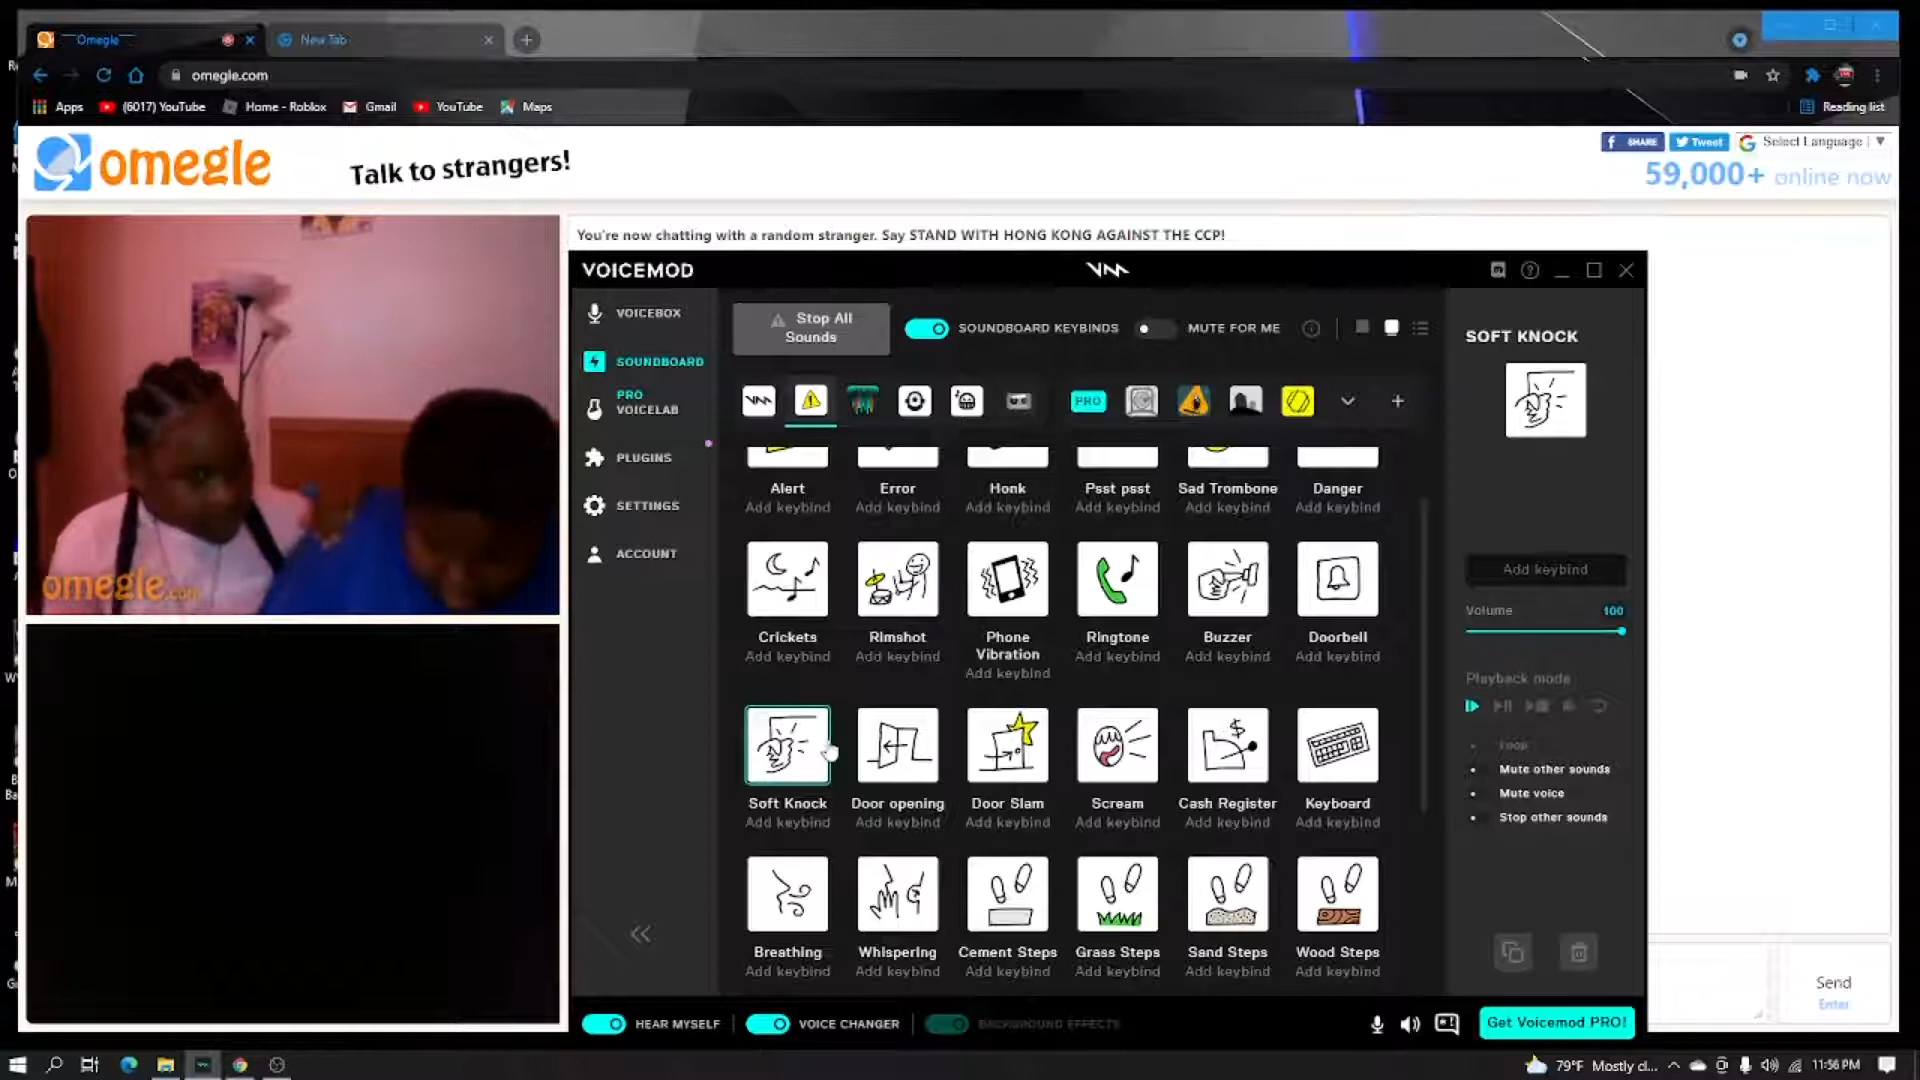 Omegle
New Tab
omegle.com
Apps
(6017) YouTube
Home - Roblox
Gmail
YouTube
Maps
Reading list
omegle
Talk to strangers!
SHARE
Tweet
Select Language
59,000+ online now
You're now chatting with a random stranger. Say STAND WITH HONG KONG AGAINST THE CCP!
omegle.com
VOICEMOD
VOICEBOX
SOUNDBOARD
PRO
VOICELAB
PLUGINS
SETTINGS
ACCOUNT
Stop All
Sounds
SOUNDBOARD KEYBINDS
MUTE FOR ME
PRO
Alert
Error
Honk
Psst psst
Sad Trombone
Danger
Add keybind
Add keybind
Add keybind
Add keybind
Add keybind
Add keybind
Crickets
Rimshot
Phone
Vibration
Ringtone
Buzzer
Doorbell
Add keybind
Add keybind
Add keybind
Add keybind
Add keybind
Add keybind
Soft Knock
Door opening
Door Slam
Scream
Cash Register
Keyboard
Add keybind
Add keybind
Add keybind
Add keybind
Add keybind
Add keybind
Breathing
Whispering
Cement Steps
Grass Steps
Sand Steps
Wood Steps
Add keybind
Add keybind
Add keybind
Add keybind
Add keybind
Add keybind
SOFT KNOCK
Add keybind
Volume 100
Playback mode
Loop
Mute other sounds
Mute voice
Stop other sounds
HEAR MYSELF
VOICE CHANGER
BACKGROUND EFFECTS
Get Voicemod PRO!
Send
Enter
79°F Mostly cl...
11:56 PM